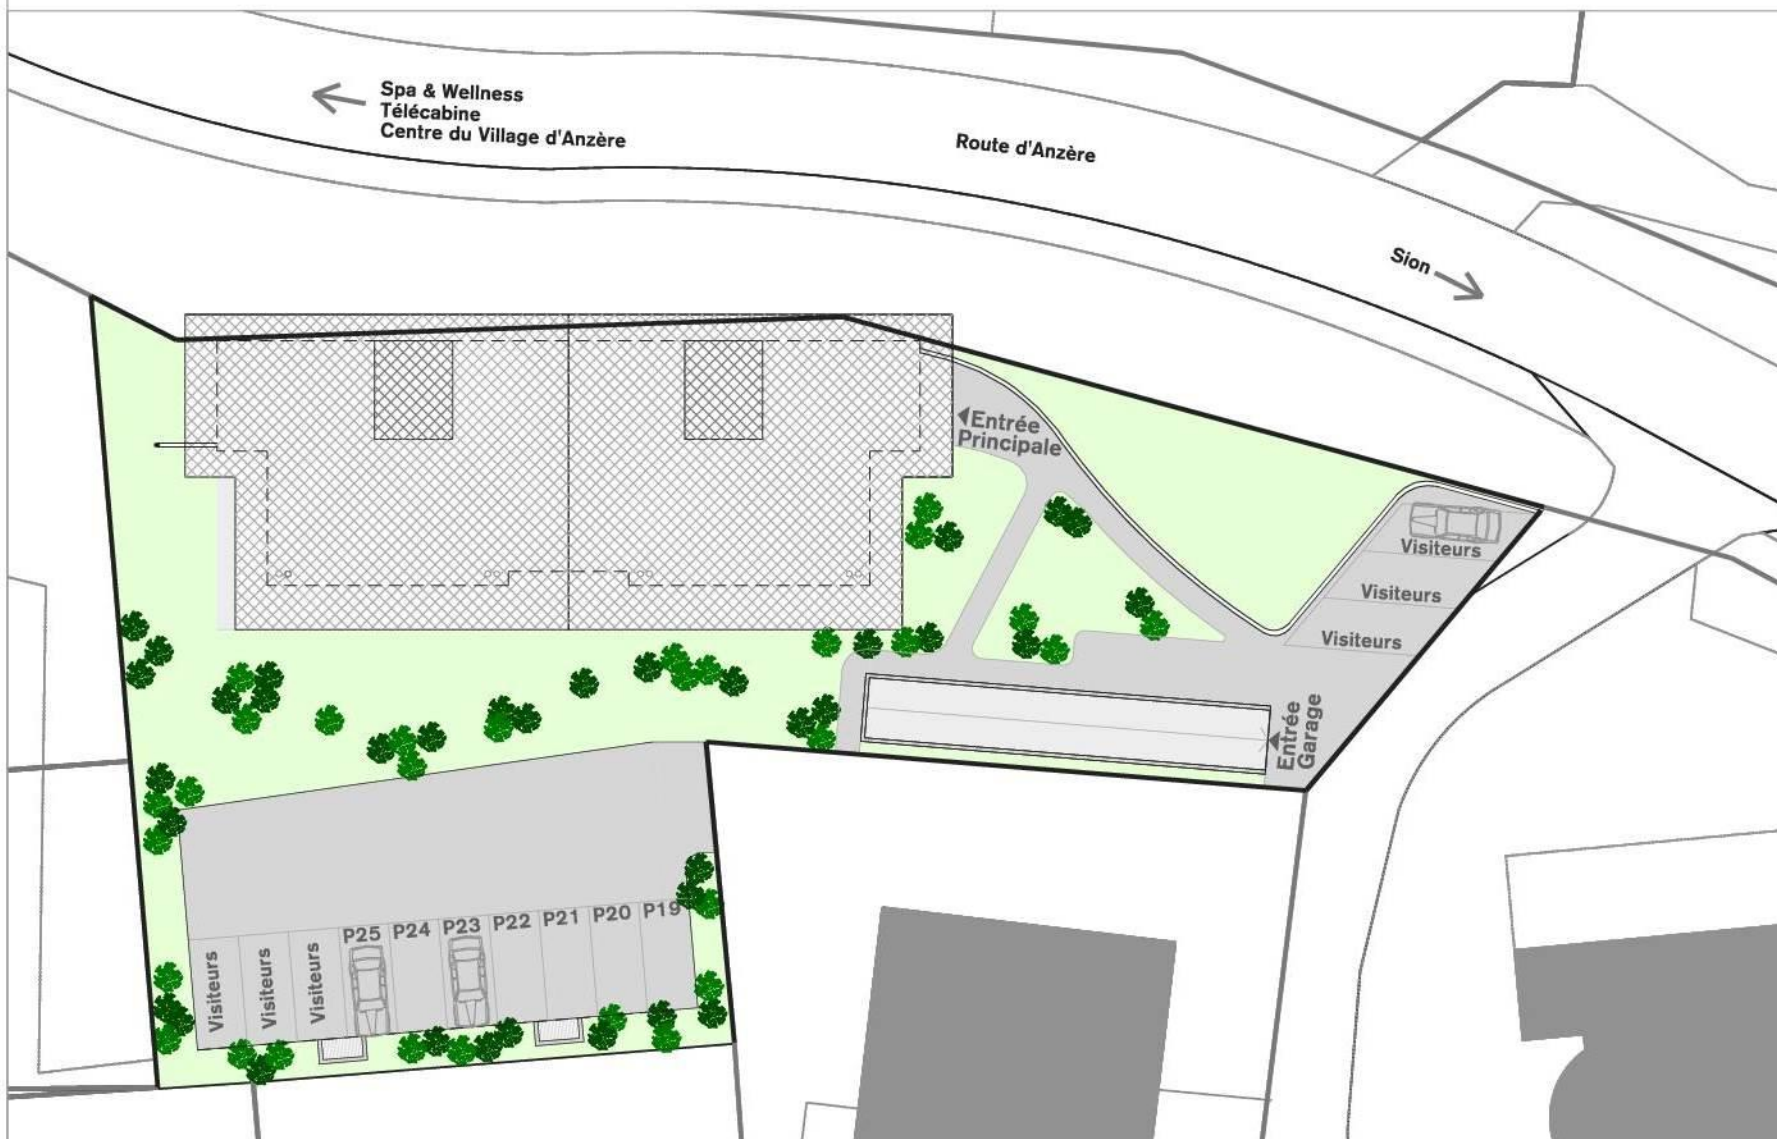 Spa & Wellness
Télécabine
Centre du Village d'Anzère
Route d'Anzère
Sion
Entrée
Principale
Visiteurs
Visiteurs
Visiteurs
Entrée
Garage
P25
P24
P23
P22
P21
P20
P19
Visiteurs
Visiteurs
Visiteurs